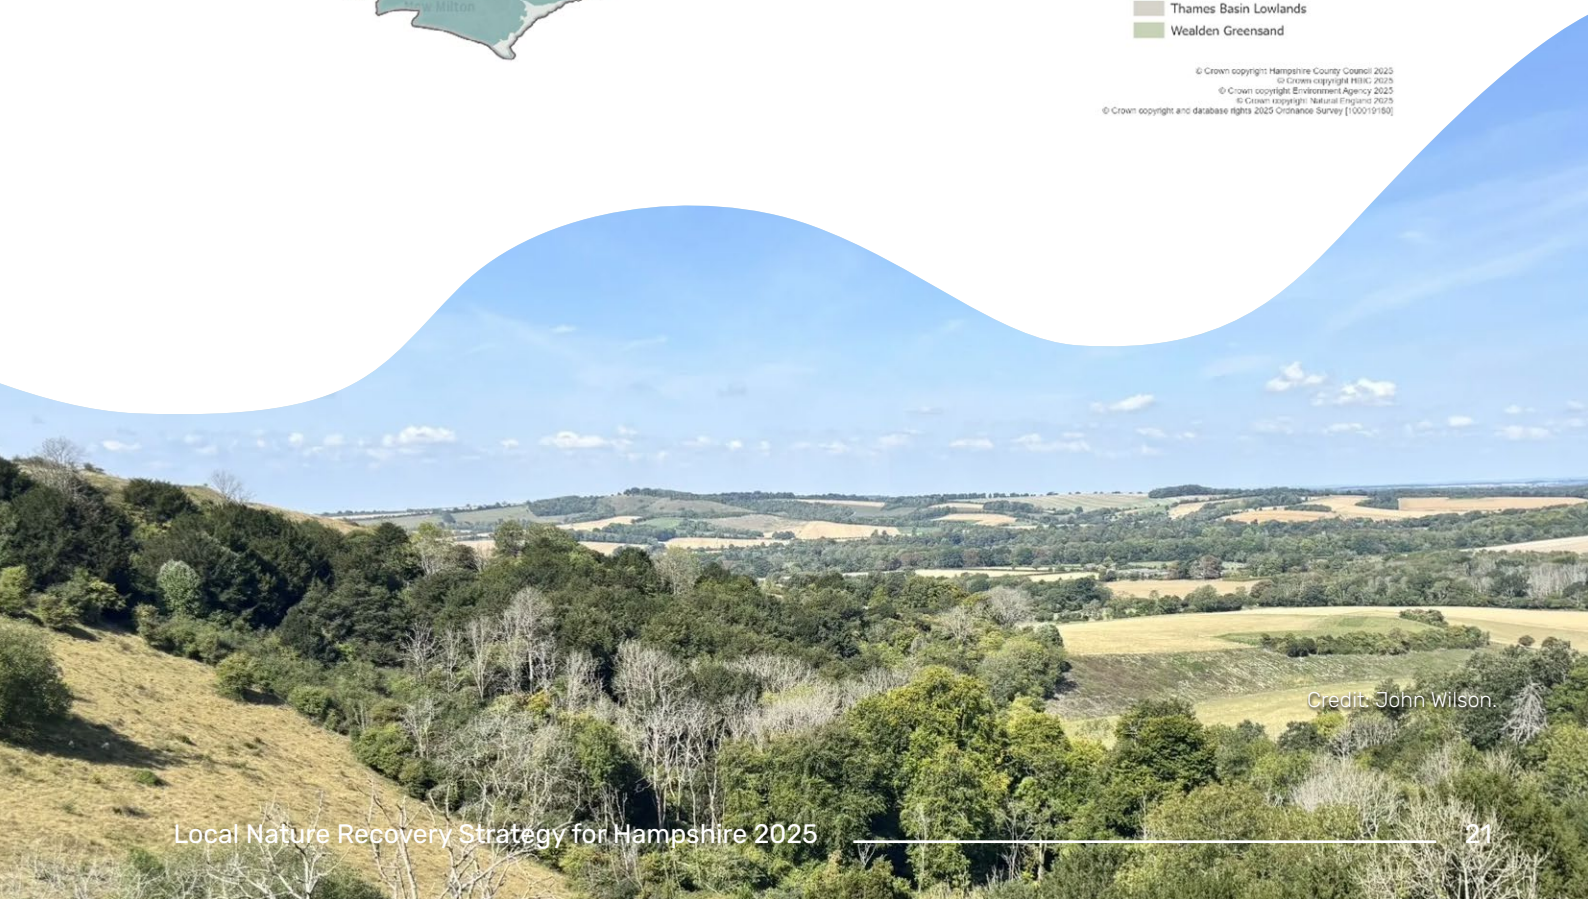 New Milton
Thames Basin Lowlands
Wealden Greensand
© Crown copyright Hampshire County Council 2025
© Crown copyright HBIC 2025
© Crown copyright Environment Agency 2025
© Crown copyright Natural England 2025
© Crown copyright and database rights 2025 Ordnance Survey [100019180]
Credit: John Wilson.
Local Nature Recovery Strategy for Hampshire 2025
21